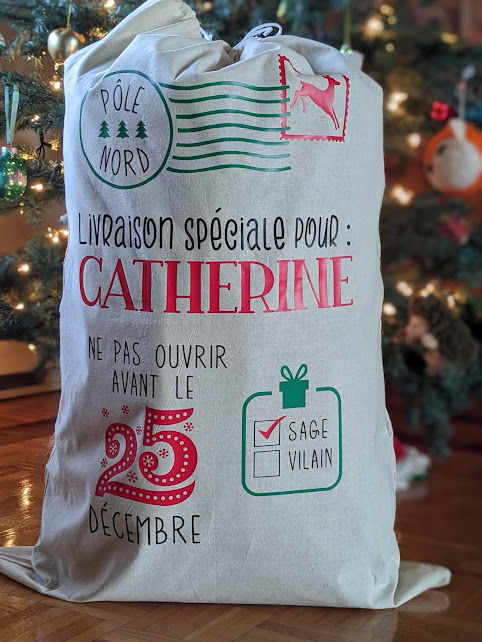 PÔLE
NORD
Livraison spéciale pour :
CATHERINE
NE PAS OUVRIR
AVANT LE
25
DÉCEMBRE
SAGE
VILAIN